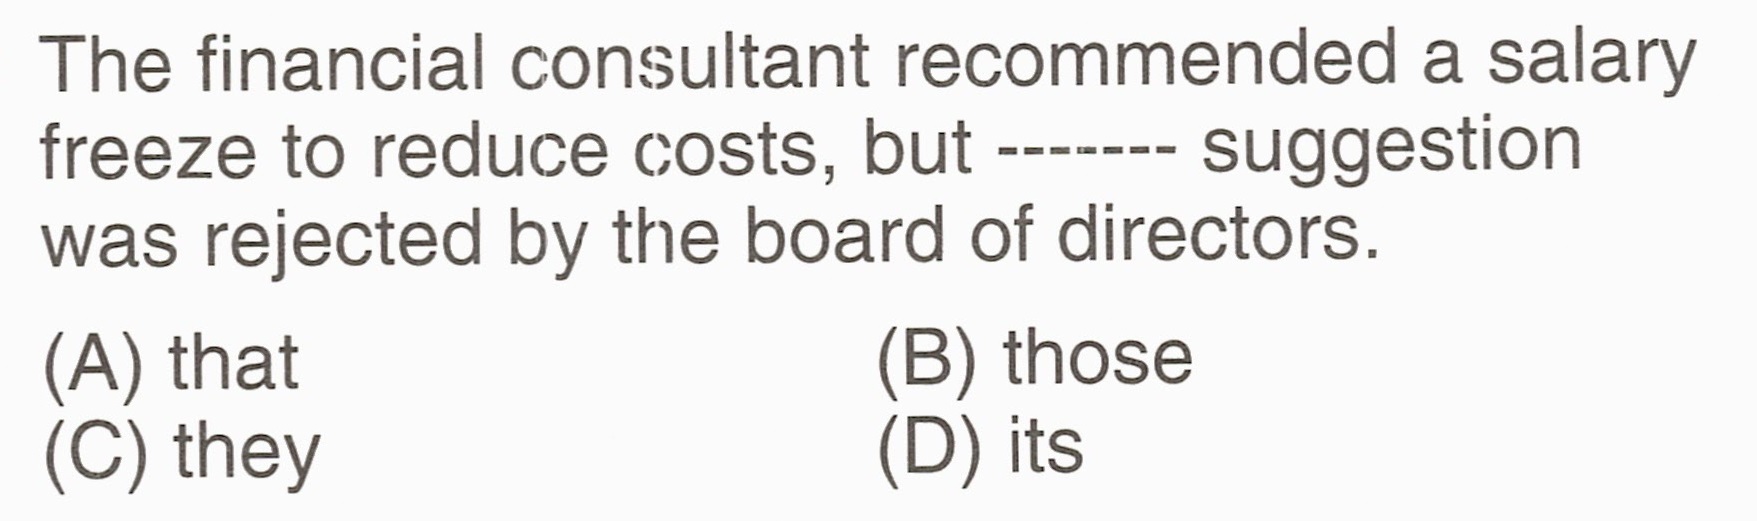 The financial consultant recommended a salary
freeze to reduce costs, but ------- suggestion
was rejected by the board of directors.
(A) that
(B) those
(C) they
(D) its